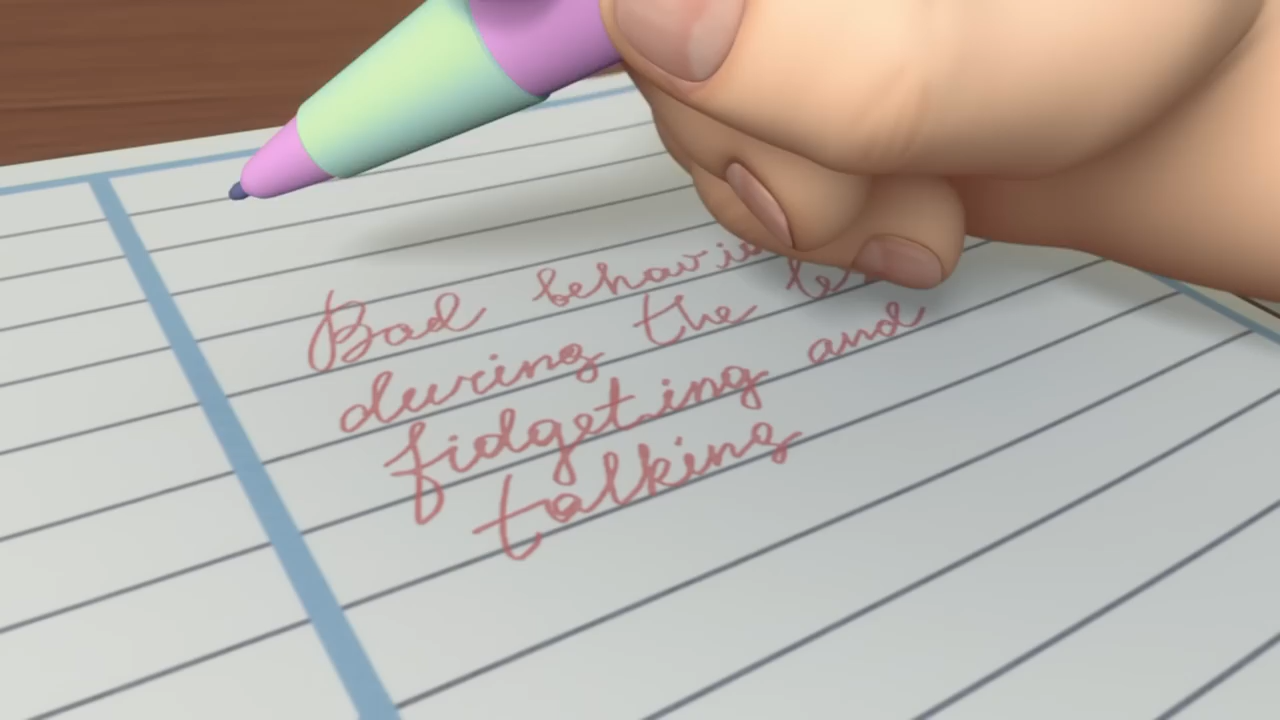 Bad
during the
fidgeting and
talking